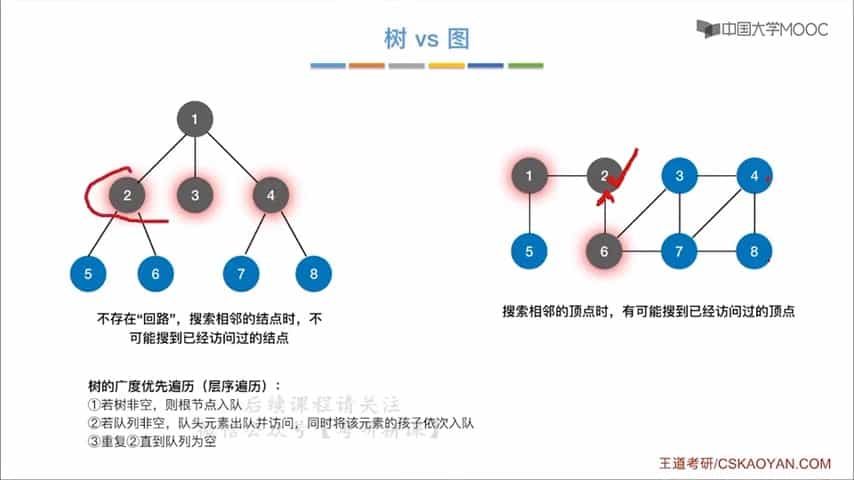 树 vs 图
中国大学MOOC
1
2
3
4
5
6
7
8
1
2
3
4
5
6
7
8
不存在“回路”，搜索相邻的结点时，不
可能搜到已经访问过的结点
搜索相邻的顶点时，有可能搜到已经访问过的顶点
树的广度优先遍历（层序遍历）：
①若树非空，则根节点入队
后续课程请关注
②若队列非空，队头元素出队并访问，同时将该元素的孩子依次入队
③重复②直到队列为空
王道考研/CSKAOYAN.COM